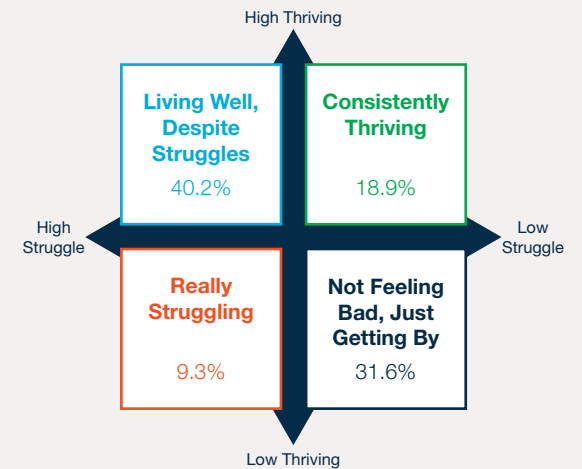 High Thriving
Living Well,
Despite
Struggles
40.2%
Consistently
Thriving
18.9%
High
Struggle
Low
Struggle
Really
Struggling
9.3%
Not Feeling
Bad, Just
Getting By
31.6%
Low Thriving